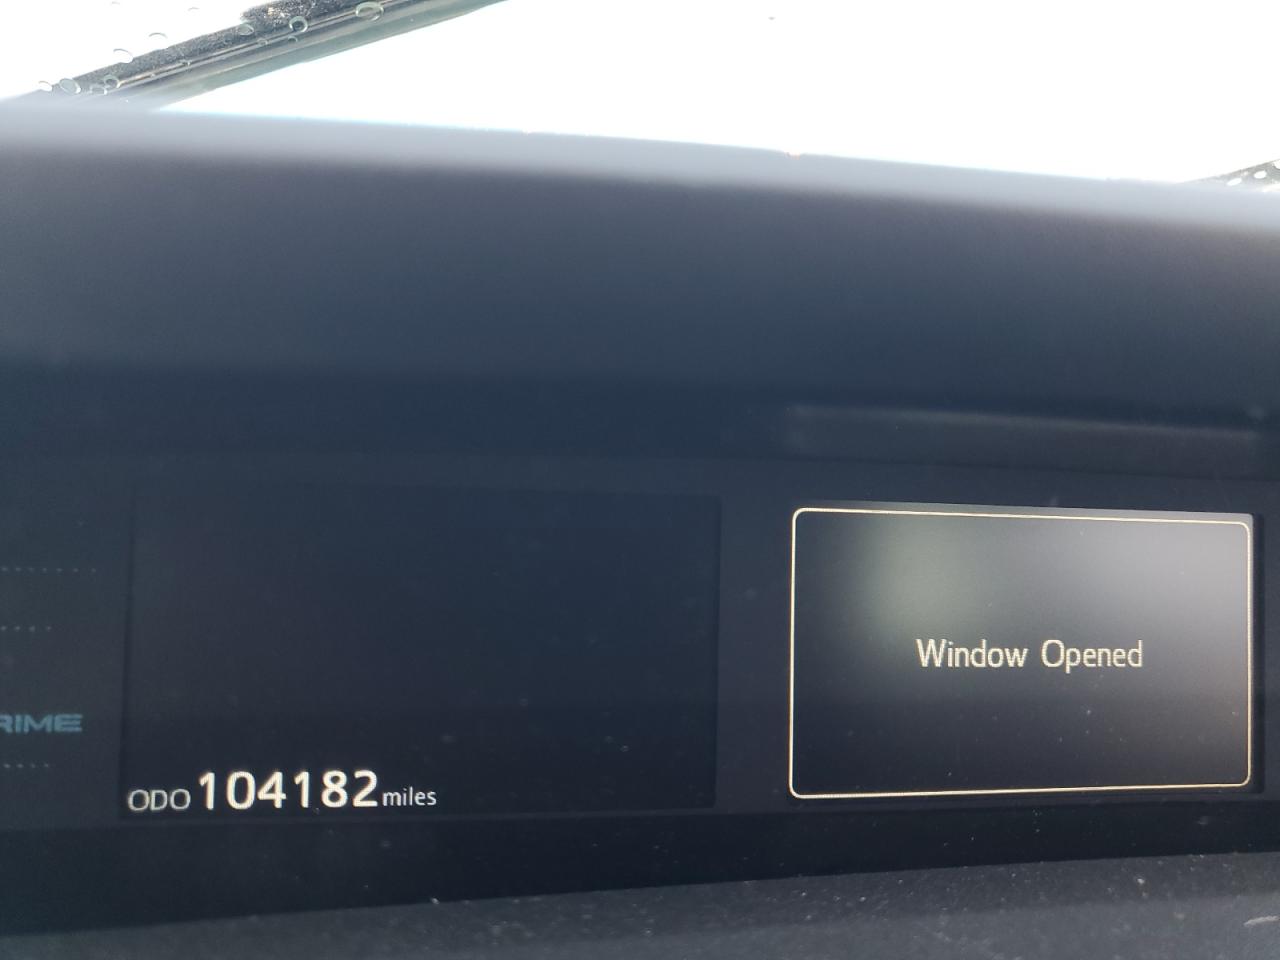 Window Opened
RIME
ODO 104182 miles